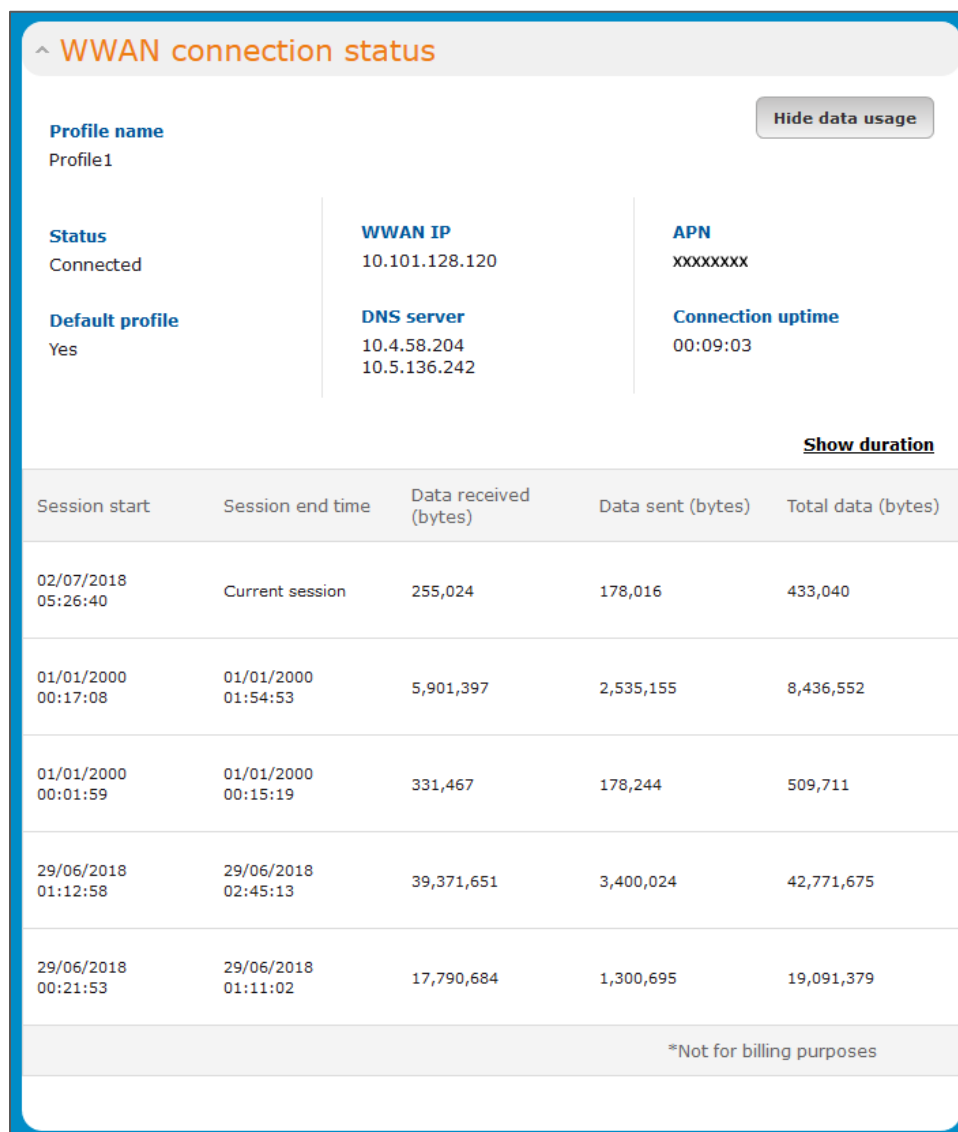 WWAN connection status
Hide data usage
Profile name
Profile1
Status
Connected
WWAN IP
10.101.128.120
APN
xxxxxxxx
Default profile
Yes
DNS server
10.4.58.204
10.5.136.242
Connection uptime
00:09:03
Show duration
Session start
Session end time
Data received
(bytes)
Data sent (bytes)
Total data (bytes)
02/07/2018
05:26:40
Current session
255,024
178,016
433,040
01/01/2000
00:17:08
01/01/2000
01:54:53
5,901,397
2,535,155
8,436,552
01/01/2000
00:01:59
01/01/2000
00:15:19
331,467
178,244
509,711
29/06/2018
01:12:58
29/06/2018
02:45:13
39,371,651
3,400,024
42,771,675
29/06/2018
00:21:53
29/06/2018
01:11:02
17,790,684
1,300,695
19,091,379
*Not for billing purposes